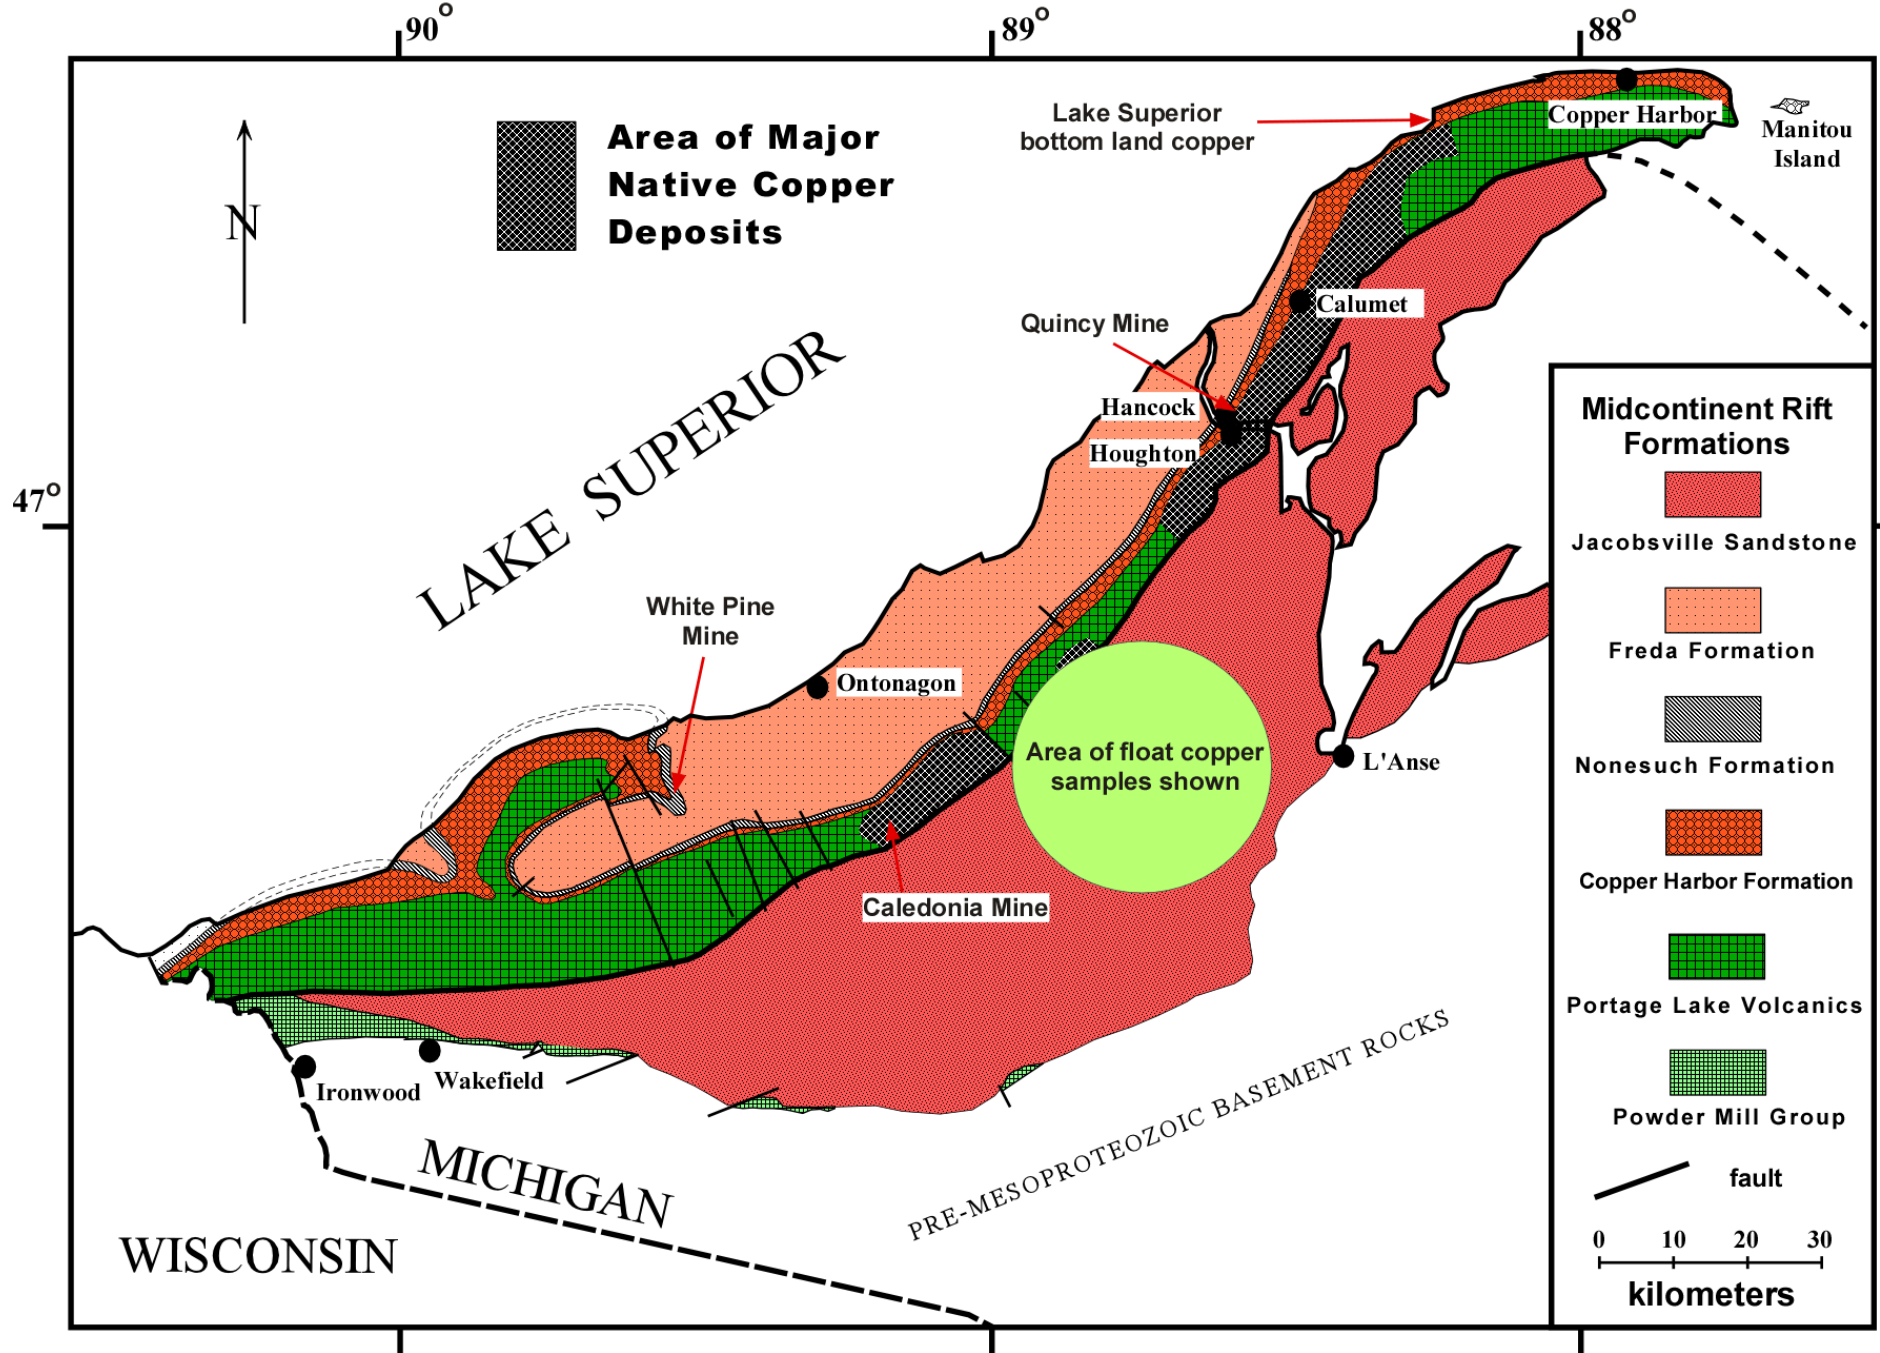 90°
89°
88°
47°
N
Area of Major
Native Copper
Deposits
Lake Superior
bottom land copper
Copper Harbor
Manitou
Island
Calumet
Quincy Mine
Hancock
Houghton
LAKE SUPERIOR
White Pine
Mine
Ontonagon
Area of float copper
samples shown
L'Anse
Caledonia Mine
Ironwood
Wakefield
MICHIGAN
WISCONSIN
PRE-MESOPROTEOZOIC BASEMENT ROCKS
Midcontinent Rift
Formations
Jacobsville Sandstone
Freda Formation
Nonesuch Formation
Copper Harbor Formation
Portage Lake Volcanics
Powder Mill Group
fault
0 10 20 30
kilometers